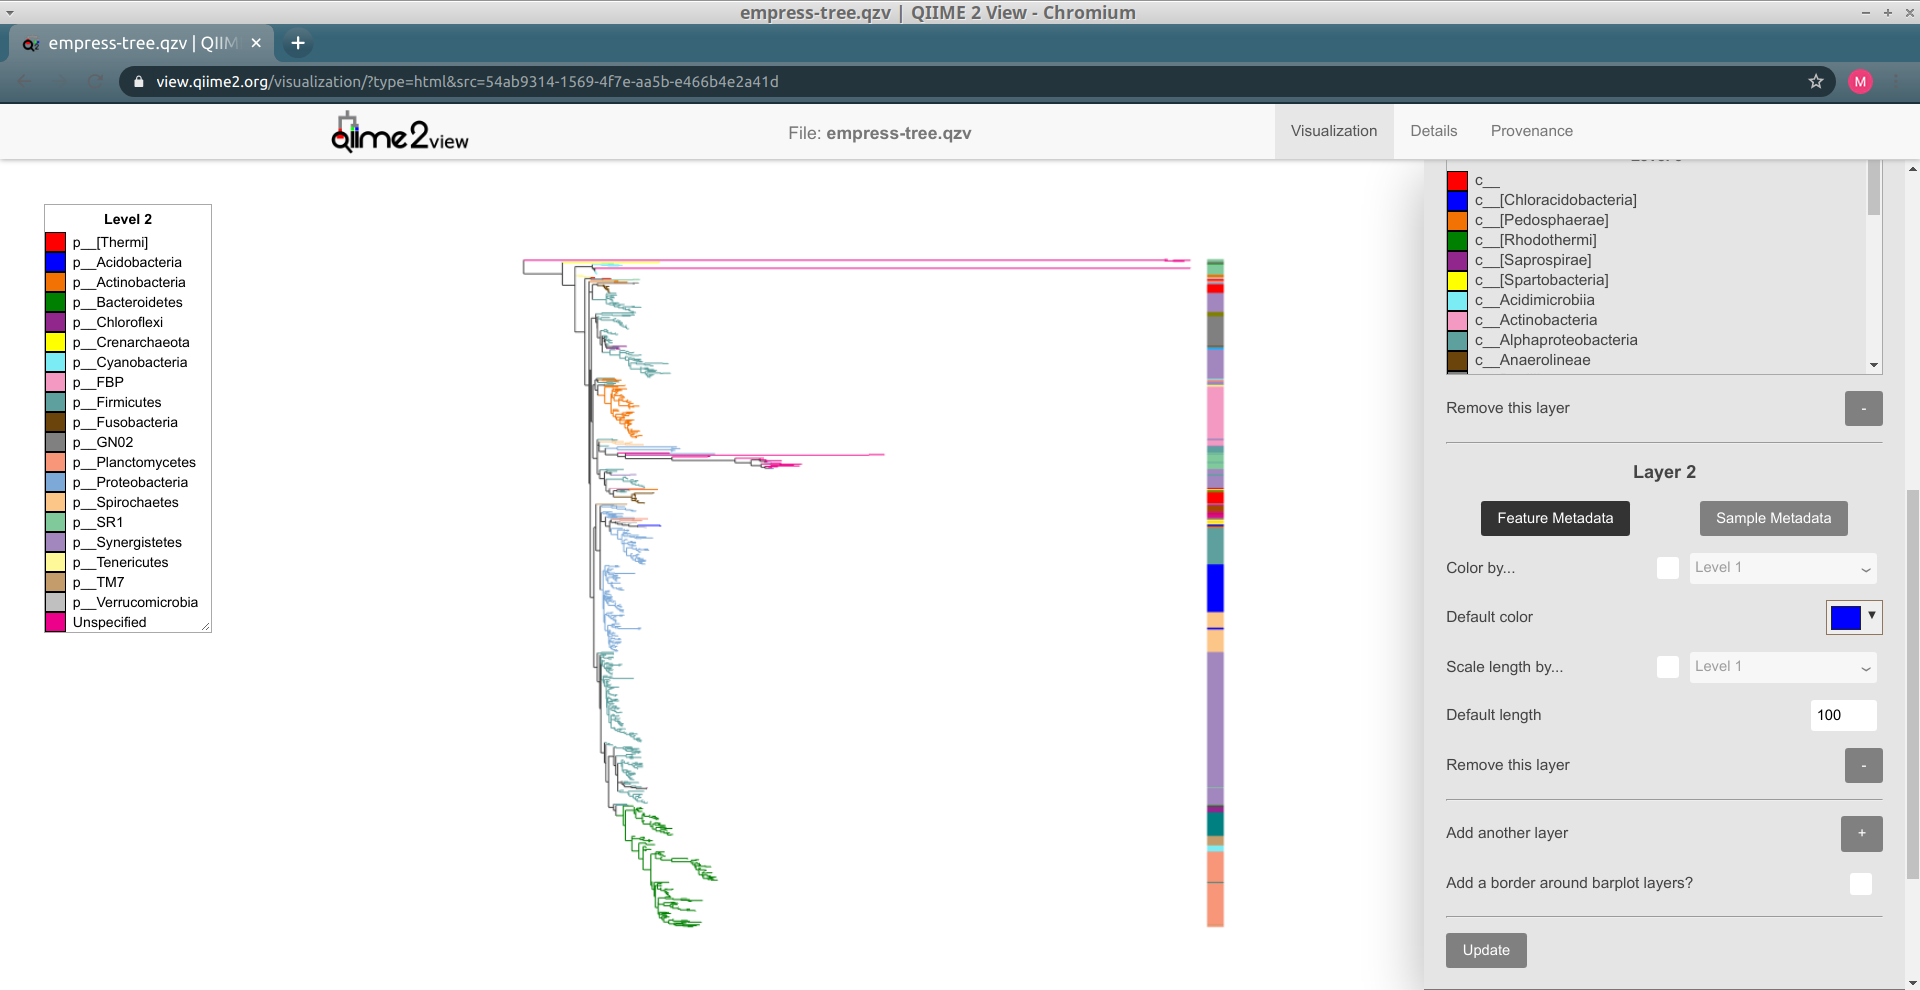 empress-tree.qzv | QIIME 2 View - Chromium
empress-tree.qzv | QIIM
view.qiime2.org/visualization/?type=html&src=54ab9314-1569-4f7e-aa5b-e466b4e2a41d
M
qiime2view
File: empress-tree.qzv
Visualization
Details
Provenance
Level 2
p__[Thermi]
p__Acidobacteria
p__Actinobacteria
p__Bacteroidetes
p__Chloroflexi
p__Crenarchaeota
p__Cyanobacteria
p__FBP
p__Firmicutes
p__Fusobacteria
p__GN02
p__Planctomycetes
p__Proteobacteria
p__Spirochaetes
p__SR1
p__Synergistetes
p__Tenericutes
p__TM7
p__Verrucomicrobia
Unspecified
c__
c__[Chloracidobacteria]
c__[Pedosphaerae]
c__[Rhodothermi]
c__[Saprospirae]
c__[Spartobacteria]
c__Acidimicrobiia
c__Actinobacteria
c__Alphaproteobacteria
c__Anaerolineae
Remove this layer
-
Layer 2
Feature Metadata
Sample Metadata
Color by...
Level 1
Default color
Scale length by...
Level 1
Default length
100
Remove this layer
-
Add another layer
+
Add a border around barplot layers?
Update